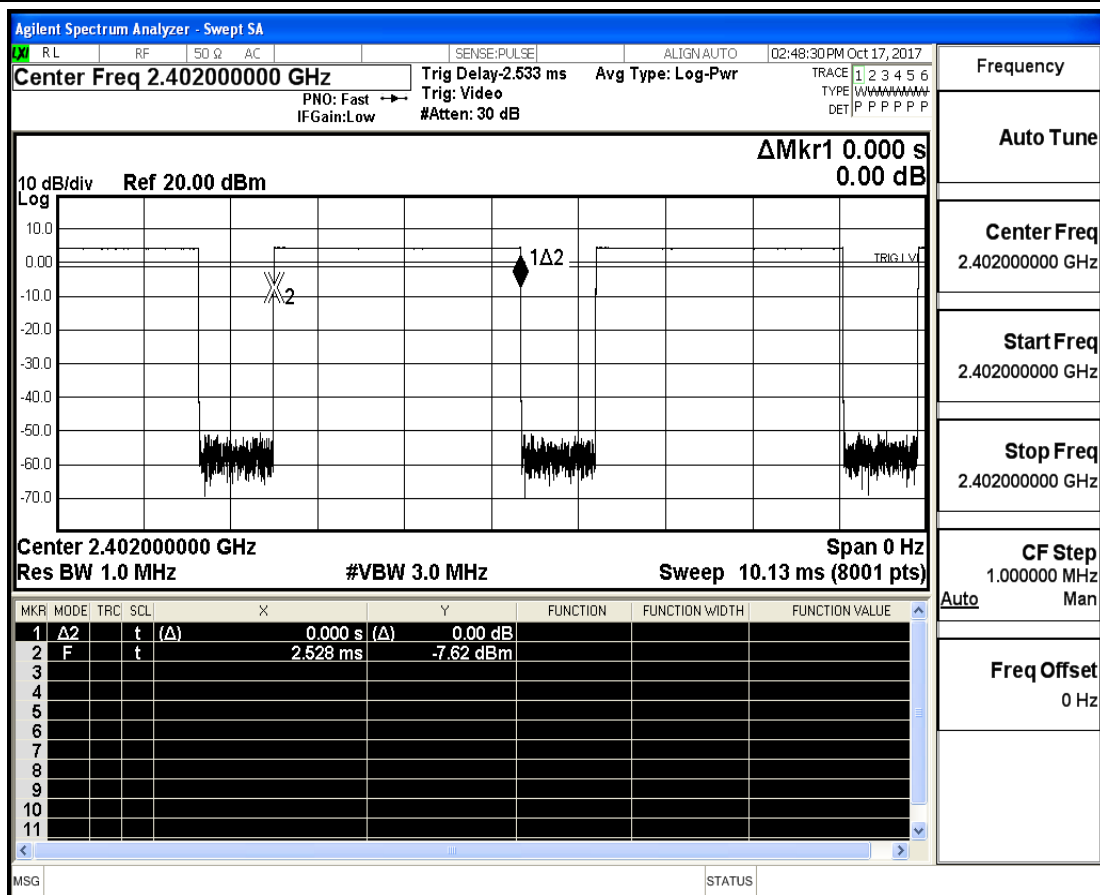 Agilent Spectrum Analyzer - Swept SA
LXI RL RF 50 Ω AC SENSE:PULSE ALIGNAUTO 02:48:30PM Oct 17, 2017
Center Freq 2.402000000 GHz
Trig Delay-2.533 ms Avg Type: Log-Pwr TRACE 1 2 3 4 5 6
PNO: Fast Trig: Video TYPE
IFGain:Low #Atten: 30 dB DET P P P P P P
ΔMkr1 0.000 s
0.00 dB
10 dB/div Ref 20.00 dBm
Log
10.0
0.00
-10.0
-20.0
-30.0
-40.0
-50.0
-60.0
-70.0
1Δ2
2
TRIG LVL
Center 2.402000000 GHz Span 0 Hz
Res BW 1.0 MHz #VBW 3.0 MHz Sweep 10.13 ms (8001 pts)
MKR MODE TRC SCL X Y FUNCTION FUNCTION WIDTH FUNCTION VALUE
1 Δ2 t (Δ) 0.000 s (Δ) 0.00 dB
2 F t 2.528 ms -7.62 dBm
3
4
5
6
7
8
9
10
11
MSG STATUS
Frequency
Auto Tune
Center Freq
2.402000000 GHz
Start Freq
2.402000000 GHz
Stop Freq
2.402000000 GHz
CF Step
1.000000 MHz
Auto Man
Freq Offset
0 Hz